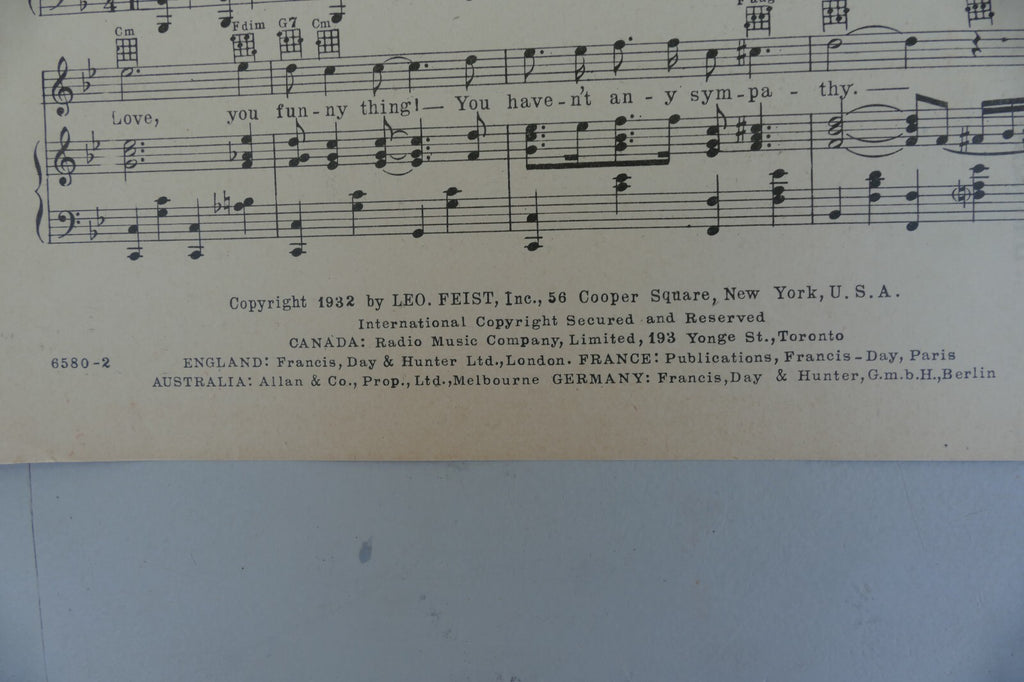 Cm Fdim G7 Cm
Love, you fun-ny thing!— You have-n't an-y sym-pa-thy.—
Copyright 1932 by LEO. FEIST, Inc., 56 Cooper Square, New York, U.S.A.
International Copyright Secured and Reserved
CANADA: Radio Music Company, Limited, 193 Yonge St., Toronto
6580-2 ENGLAND: Francis, Day & Hunter Ltd., London. FRANCE: Publications, Francis-Day, Paris
AUSTRALIA: Allan & Co., Prop., Ltd., Melbourne GERMANY: Francis, Day & Hunter, G.m.b.H., Berlin